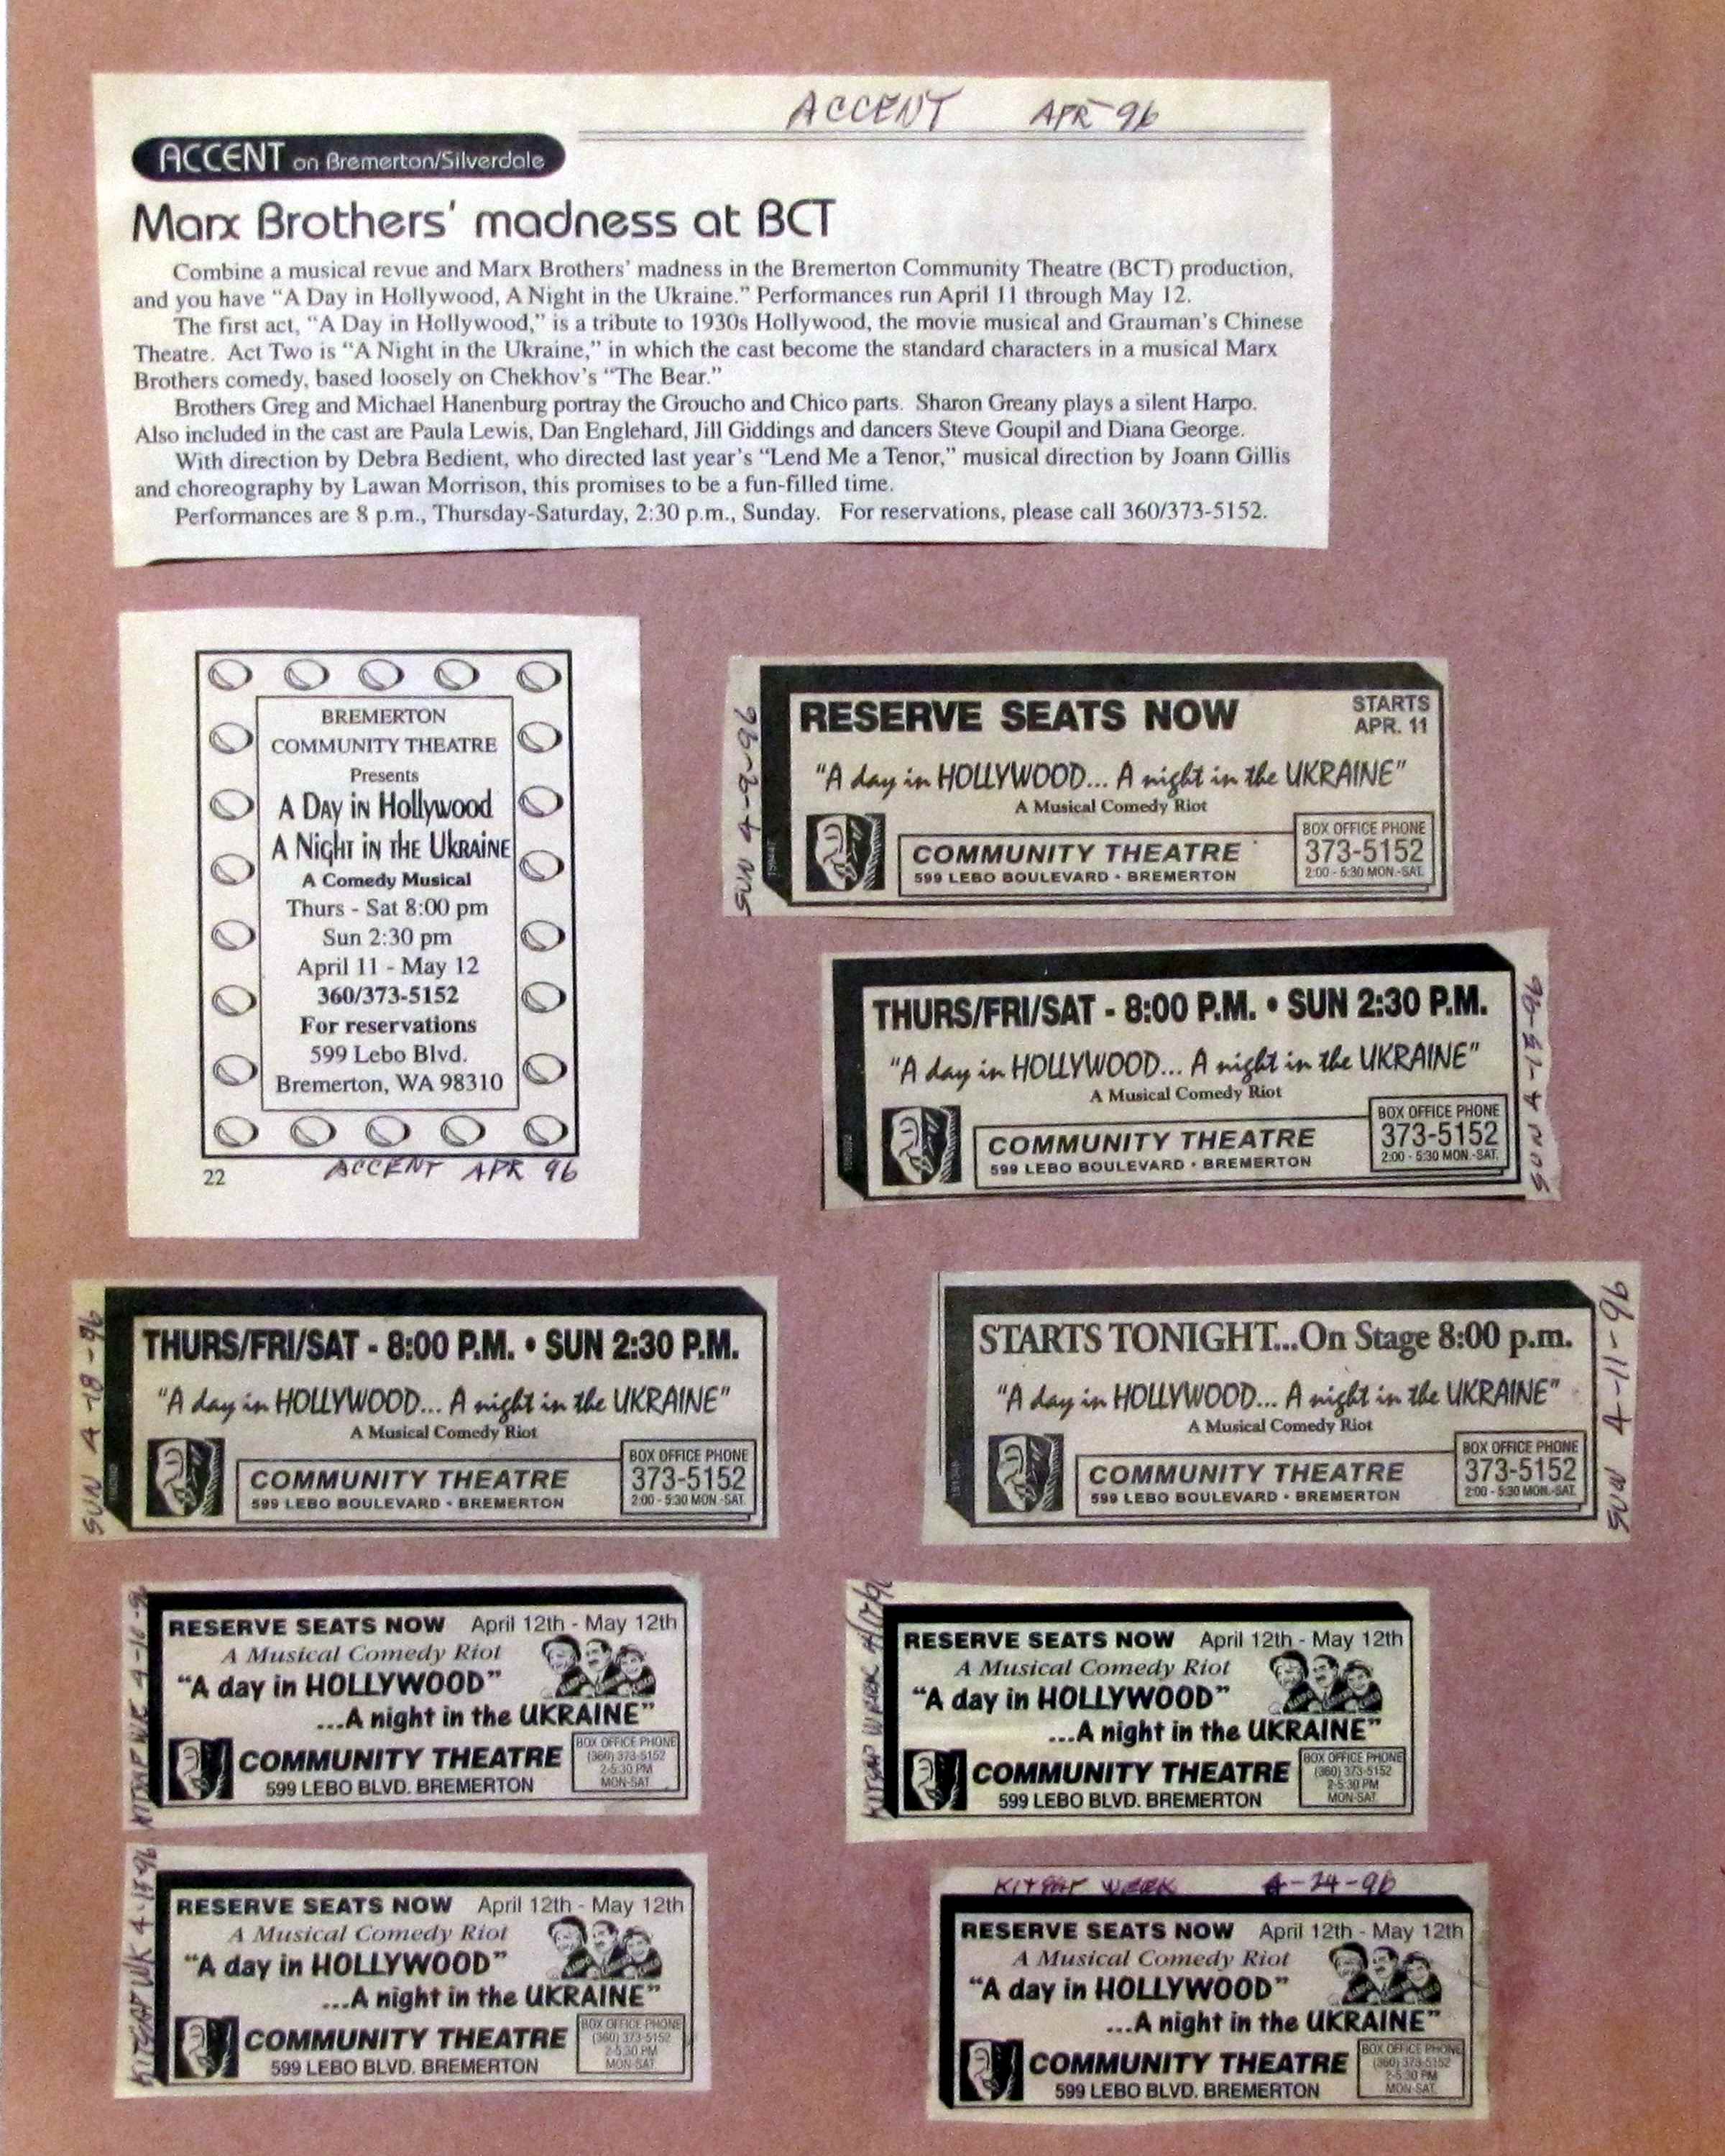 ACCENT APR 96
ACCENT on Bremerton/Silverdale
Marx Brothers' madness at BCT
Combine a musical revue and Marx Brothers' madness in the Bremerton Community Theatre (BCT) production,
and you have "A Day in Hollywood, A Night in the Ukraine." Performances run April 11 through May 12.
The first act, "A Day in Hollywood," is a tribute to 1930s Hollywood, the movie musical and Grauman's Chinese
Theatre. Act Two is "A Night in the Ukraine," in which the cast become the standard characters in a musical Marx
Brothers comedy, based loosely on Chekhov's "The Bear."
Brothers Greg and Michael Hanenburg portray the Groucho and Chico parts. Sharon Greany plays a silent Harpo.
Also included in the cast are Paula Lewis, Dan Englehard, Jill Giddings and dancers Steve Goupil and Diana George.
With direction by Debra Bedient, who directed last year's "Lend Me a Tenor," musical direction by Joann Gillis
and choreography by Lawan Morrison, this promises to be a fun-filled time.
Performances are 8 p.m., Thursday-Saturday, 2:30 p.m., Sunday. For reservations, please call 360/373-5152.
BREMERTON
COMMUNITY THEATRE
Presents
A Day in Hollywood
A Night in the Ukraine
A Comedy Musical
Thurs - Sat 8:00 pm
Sun 2:30 pm
April 11 - May 12
360/373-5152
For reservations
599 Lebo Blvd.
Bremerton, WA 98310
22
ACCENT APR 96
SUN
RESERVE SEATS NOW
STARTS
APR. 11
"A day in HOLLYWOOD... A night in the UKRAINE"
A Musical Comedy Riot
COMMUNITY THEATRE
599 LEBO BOULEVARD • BREMERTON
BOX OFFICE PHONE
373-5152
2:00 - 5:30 MON.-SAT.
THURS/FRI/SAT - 8:00 P.M. • SUN 2:30 P.M.
"A day in HOLLYWOOD... A night in the UKRAINE"
A Musical Comedy Riot
COMMUNITY THEATRE
599 LEBO BOULEVARD • BREMERTON
BOX OFFICE PHONE
373-5152
2:00 - 5:30 MON.-SAT.
SUN
SUN 4-18-96
THURS/FRI/SAT - 8:00 P.M. • SUN 2:30 P.M.
"A day in HOLLYWOOD... A night in the UKRAINE"
A Musical Comedy Riot
COMMUNITY THEATRE
599 LEBO BOULEVARD • BREMERTON
BOX OFFICE PHONE
373-5152
2:00 - 5:30 MON.-SAT.
STARTS TONIGHT...On Stage 8:00 p.m.
"A day in HOLLYWOOD... A night in the UKRAINE"
A Musical Comedy Riot
COMMUNITY THEATRE
599 LEBO BOULEVARD • BREMERTON
BOX OFFICE PHONE
373-5152
2:00 - 5:30 MON.-SAT.
SUN 4-11-96
RESERVE SEATS NOW April 12th - May 12th
A Musical Comedy Riot
"A day in HOLLYWOOD"
...A night in the UKRAINE"
COMMUNITY THEATRE
599 LEBO BLVD. BREMERTON
BOX OFFICE PHONE
(360) 373-5152
2-5:30 PM
MON-SAT
KITSAP WEEK
RESERVE SEATS NOW April 12th - May 12th
A Musical Comedy Riot
"A day in HOLLYWOOD"
...A night in the UKRAINE"
COMMUNITY THEATRE
599 LEBO BLVD. BREMERTON
BOX OFFICE PHONE
(360) 373-5152
2-5:30 PM
MON-SAT
KITSAP WK
RESERVE SEATS NOW April 12th - May 12th
A Musical Comedy Riot
"A day in HOLLYWOOD"
...A night in the UKRAINE"
COMMUNITY THEATRE
599 LEBO BLVD. BREMERTON
BOX OFFICE PHONE
(360) 373-5152
2-5:30 PM
MON-SAT
KITSAP WEEK 4-24-96
RESERVE SEATS NOW April 12th - May 12th
A Musical Comedy Riot
"A day in HOLLYWOOD"
...A night in the UKRAINE"
COMMUNITY THEATRE
599 LEBO BLVD. BREMERTON
BOX OFFICE PHONE
(360) 373-5152
2-5:30 PM
MON-SAT